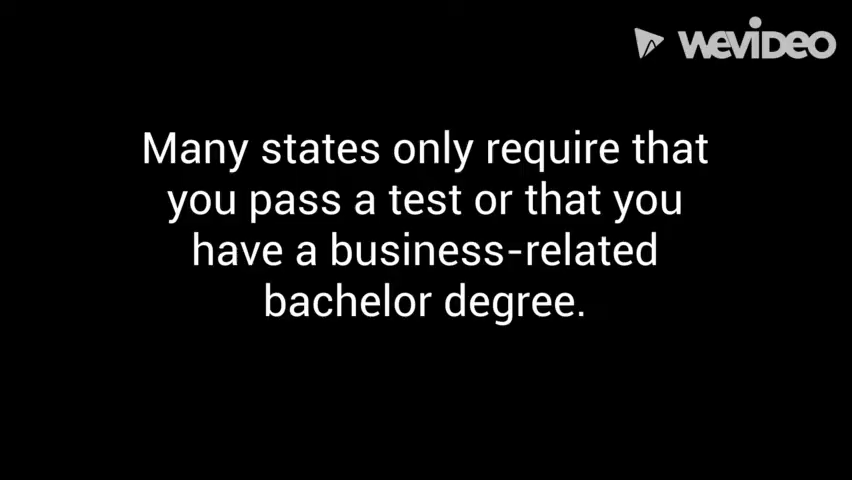 WEVIDEO
Many states only require that
you pass a test or that you
have a business-related
bachelor degree.